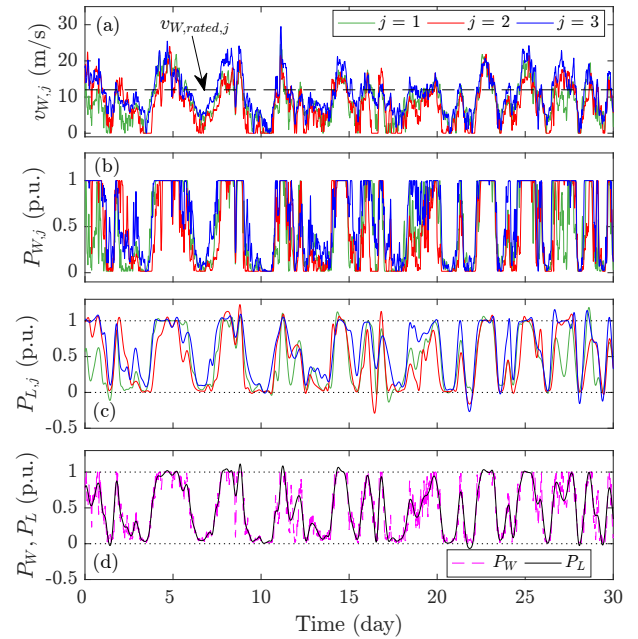 (a)
v_{W,rated,j}
j = 1 j = 2 j = 3
v_{W,j} (m/s)
30
20
10
0
(b)
P_{W,j} (p.u.)
1
0.5
0
P_{L,j} (p.u.)
1
0.5
0
-0.5
(c)
P_W, P_L (p.u.)
1
0.5
0
-0.5
(d)
P_W P_L
0 5 10 15 20 25 30
Time (day)